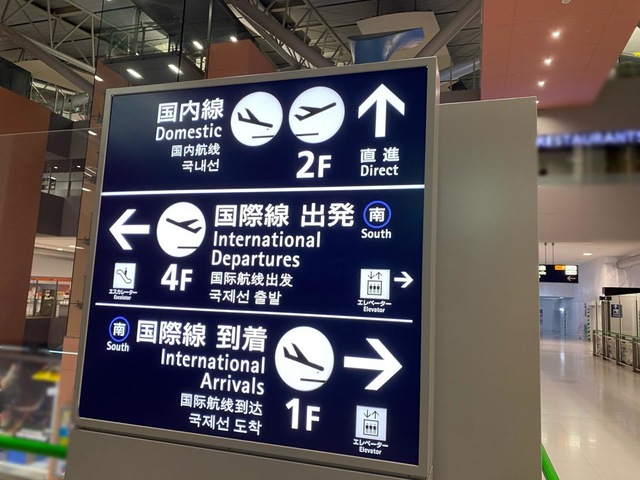 国内線
Domestic
国内航线
국내선
2F
直進
Direct
国際線 出発
南
South
International
Departures
国际航线出发
국제선 출발
4F
エスカレーター
Escalator
エレベーター
Elevator
南
South
国際線 到着
International
Arrivals
国际航线到达
국제선 도착
1F
エレベーター
Elevator
RESTAURANT